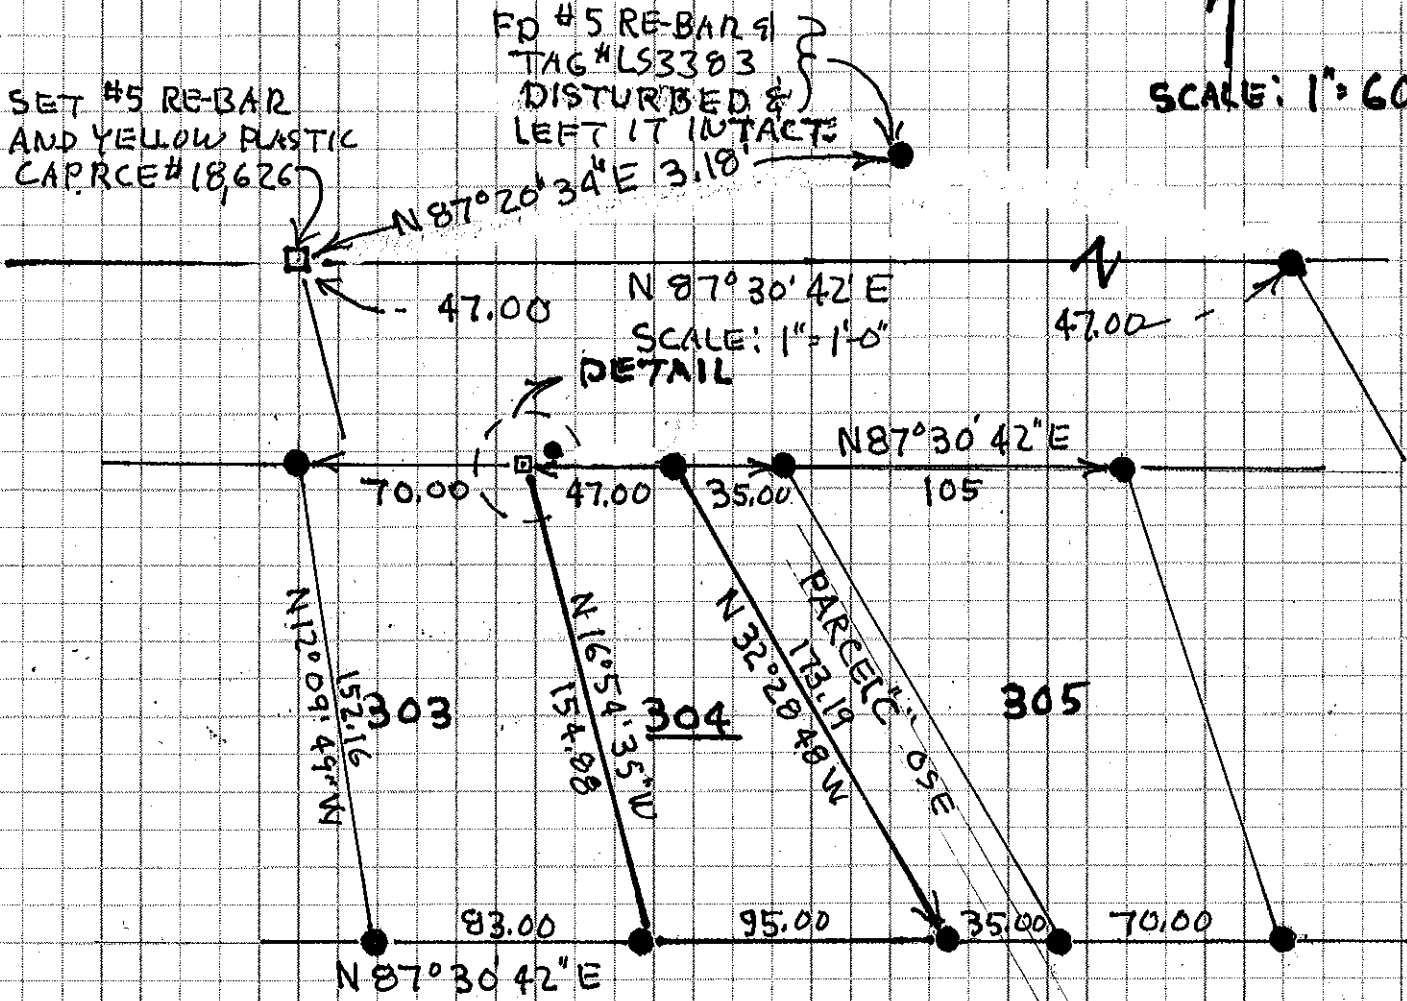 FD #5 RE-BAR &
TAG #LS3383
DISTURBED &
LEFT IT INTACT.
SCALE: 1"=60
SET #5 RE-BAR
AND YELLOW PLASTIC
CAP.RCE#18,626
N 87°20'34"E 3.18'
N 87°30'42'E
47.00
47.00
SCALE: 1"=1'-0"
DETAIL
N87°30'42"E
70.00
47.00
35.00
105
N12°09'49"W
152.16
303
N 16°54'35"W
154.88
304
N 32°28'48W
173.19
PARCEL"C" OSE
305
83.00
95.00
35.00
70.00
N 87°30'42"E